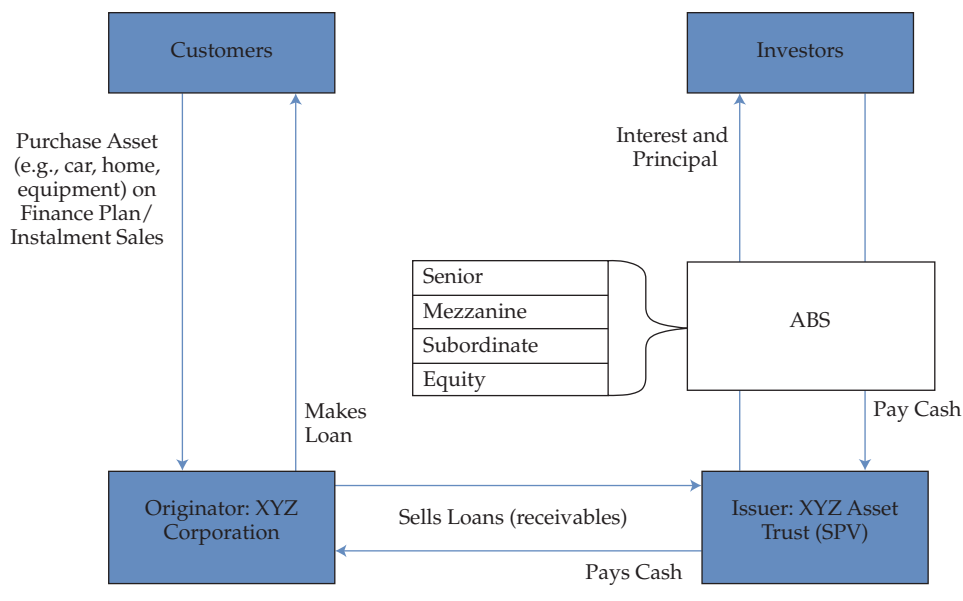 Customers
Investors
Purchase Asset
(e.g., car, home,
equipment) on
Finance Plan/
Instalment Sales
Interest and
Principal
Senior
Mezzanine
Subordinate
Equity
ABS
Makes
Loan
Pay Cash
Originator: XYZ
Corporation
Sells Loans (receivables)
Issuer: XYZ Asset
Trust (SPV)
Pays Cash